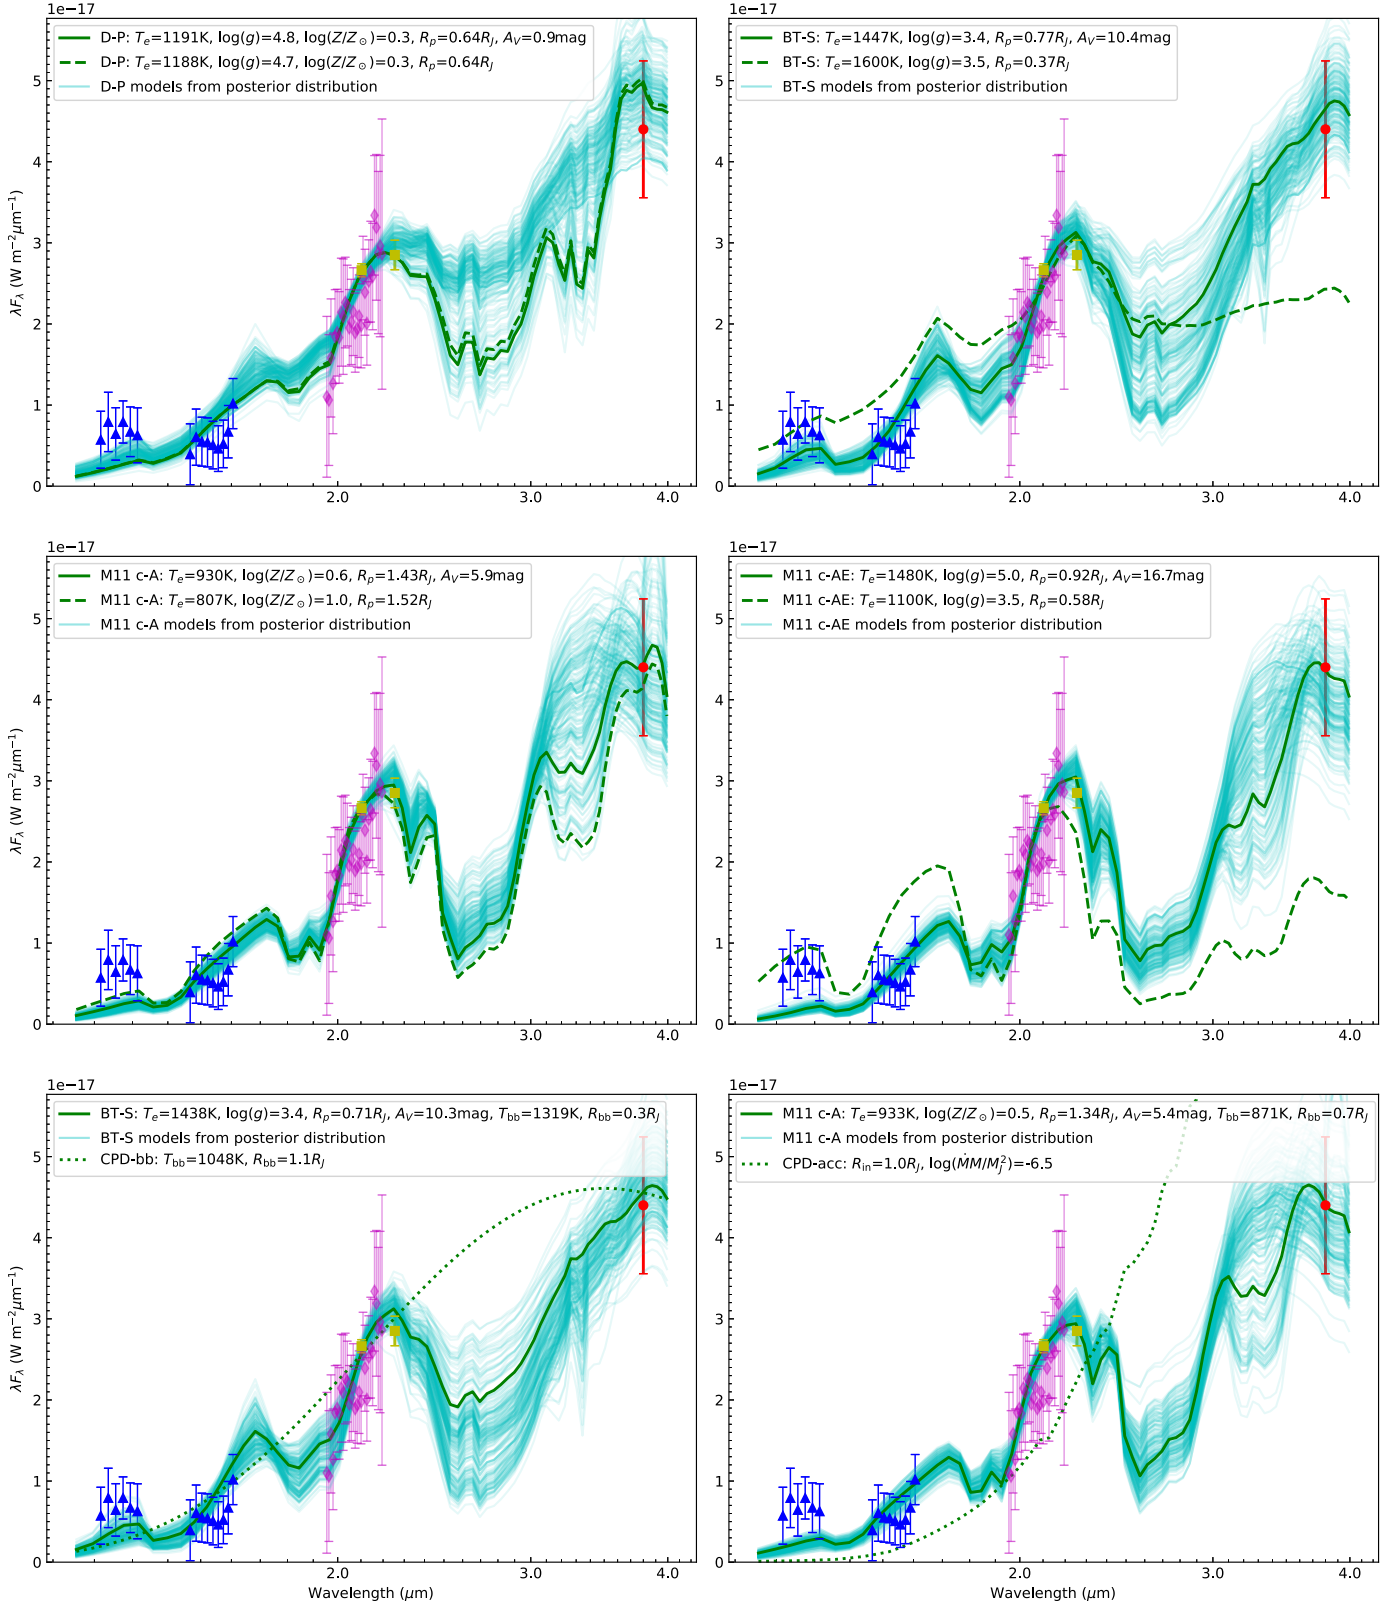 1e−17
D-P: Tₑ=1191K, log(g)=4.8, log(Z/Z☉)=0.3, Rₚ=0.64R_J, A_V=0.9mag
D-P: Tₑ=1188K, log(g)=4.7, log(Z/Z☉)=0.3, Rₚ=0.64R_J
D-P models from posterior distribution
λF_λ (W m⁻²μm⁻¹)
5
4
3
2
1
0
2.0 3.0 4.0
1e−17
BT-S: Tₑ=1447K, log(g)=3.4, Rₚ=0.77R_J, A_V=10.4mag
BT-S: Tₑ=1600K, log(g)=3.5, Rₚ=0.37R_J
BT-S models from posterior distribution
5
4
3
2
1
0
2.0 3.0 4.0
1e−17
M11 c-A: Tₑ=930K, log(Z/Z☉)=0.6, Rₚ=1.43R_J, A_V=5.9mag
M11 c-A: Tₑ=807K, log(Z/Z☉)=1.0, Rₚ=1.52R_J
M11 c-A models from posterior distribution
λF_λ (W m⁻²μm⁻¹)
5
4
3
2
1
0
2.0 3.0 4.0
1e−17
M11 c-AE: Tₑ=1480K, log(g)=5.0, Rₚ=0.92R_J, A_V=16.7mag
M11 c-AE: Tₑ=1100K, log(g)=3.5, Rₚ=0.58R_J
M11 c-AE models from posterior distribution
5
4
3
2
1
0
2.0 3.0 4.0
1e−17
BT-S: Tₑ=1438K, log(g)=3.4, Rₚ=0.71R_J, A_V=10.3mag, T_bb=1319K, R_bb=0.3R_J
BT-S models from posterior distribution
CPD-bb: T_bb=1048K, R_bb=1.1R_J
λF_λ (W m⁻²μm⁻¹)
5
4
3
2
1
0
2.0 3.0 4.0
Wavelength (μm)
1e−17
M11 c-A: Tₑ=933K, log(Z/Z☉)=0.5, Rₚ=1.34R_J, A_V=5.4mag, T_bb=871K, R_bb=0.7R_J
M11 c-A models from posterior distribution
CPD-acc: R_in=1.0R_J, log(ṀM/M_J²)=-6.5
5
4
3
2
1
0
2.0 3.0 4.0
Wavelength (μm)